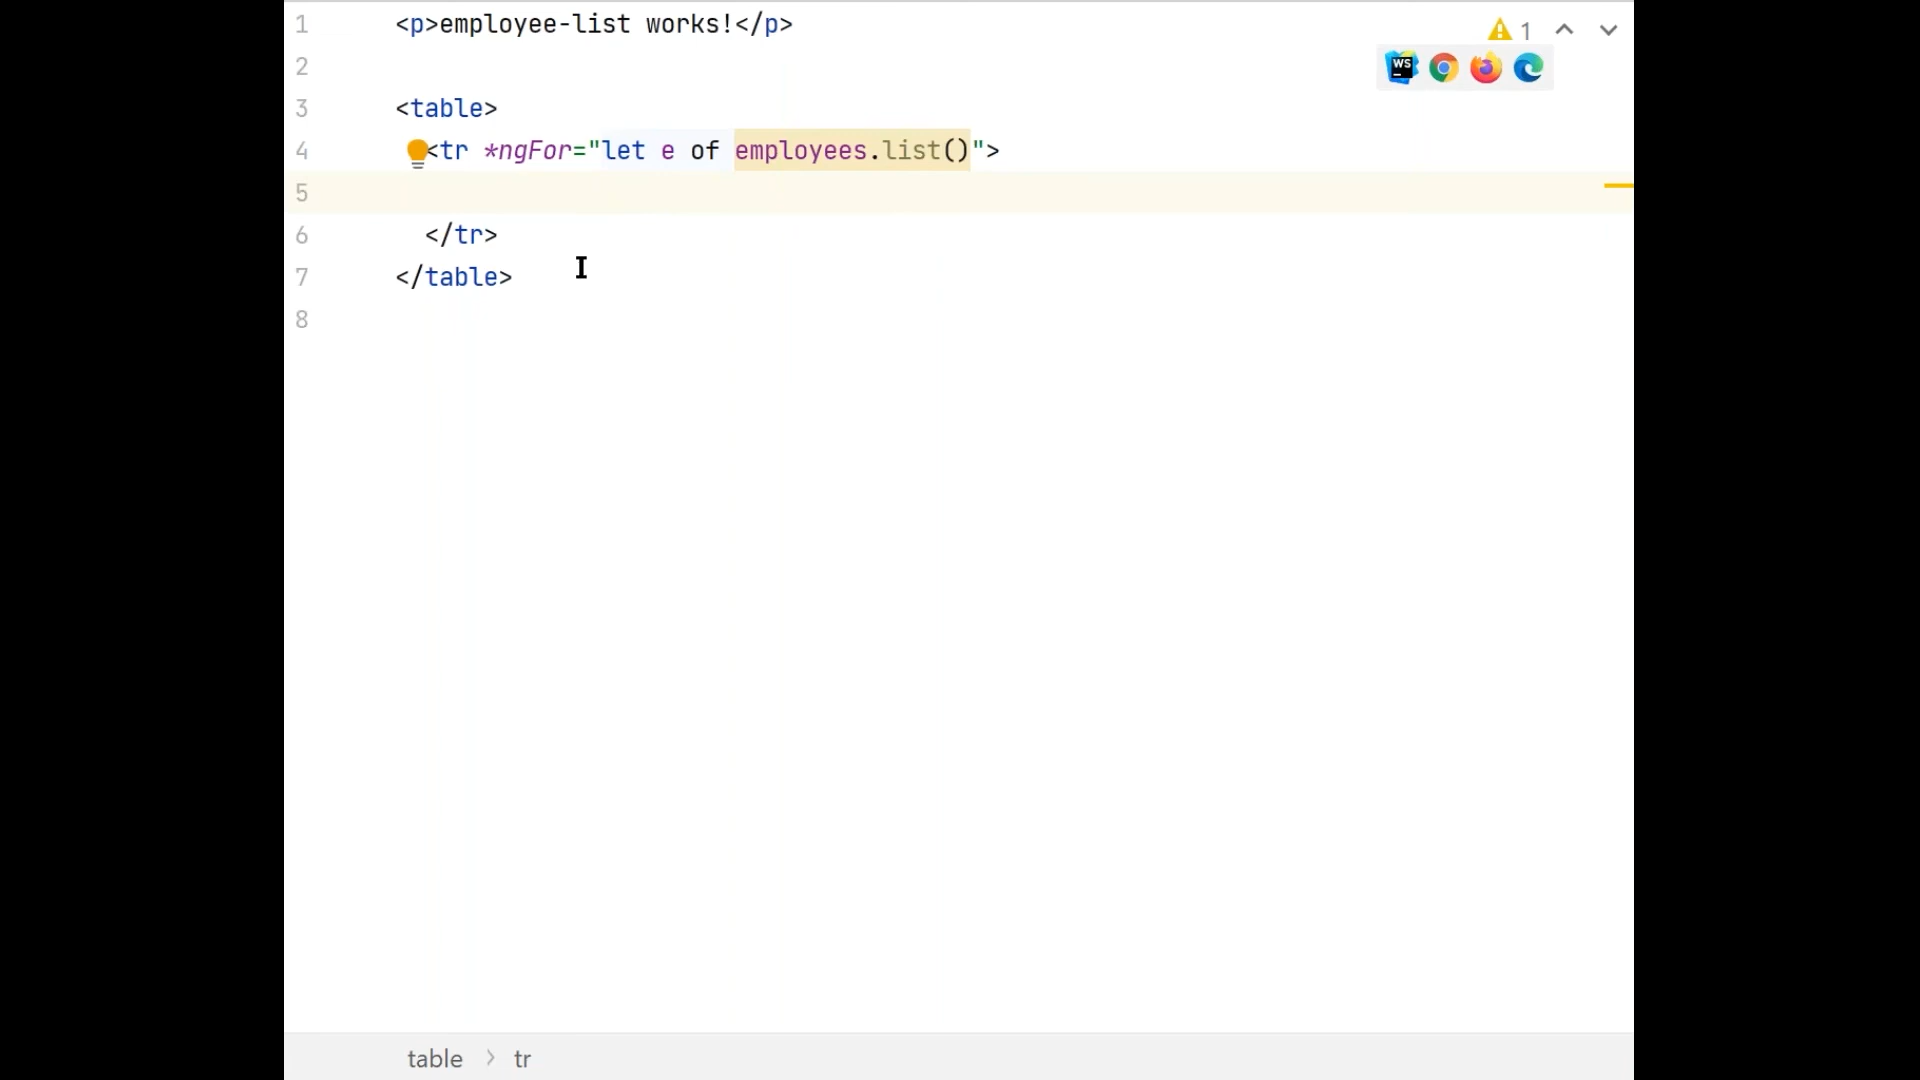 1 <p>employee-list works!</p>
1
2
WS
3 <table>
4 <tr *ngFor="let e of employees.list()">
5
6 </tr>
7 </table>
8
table > tr